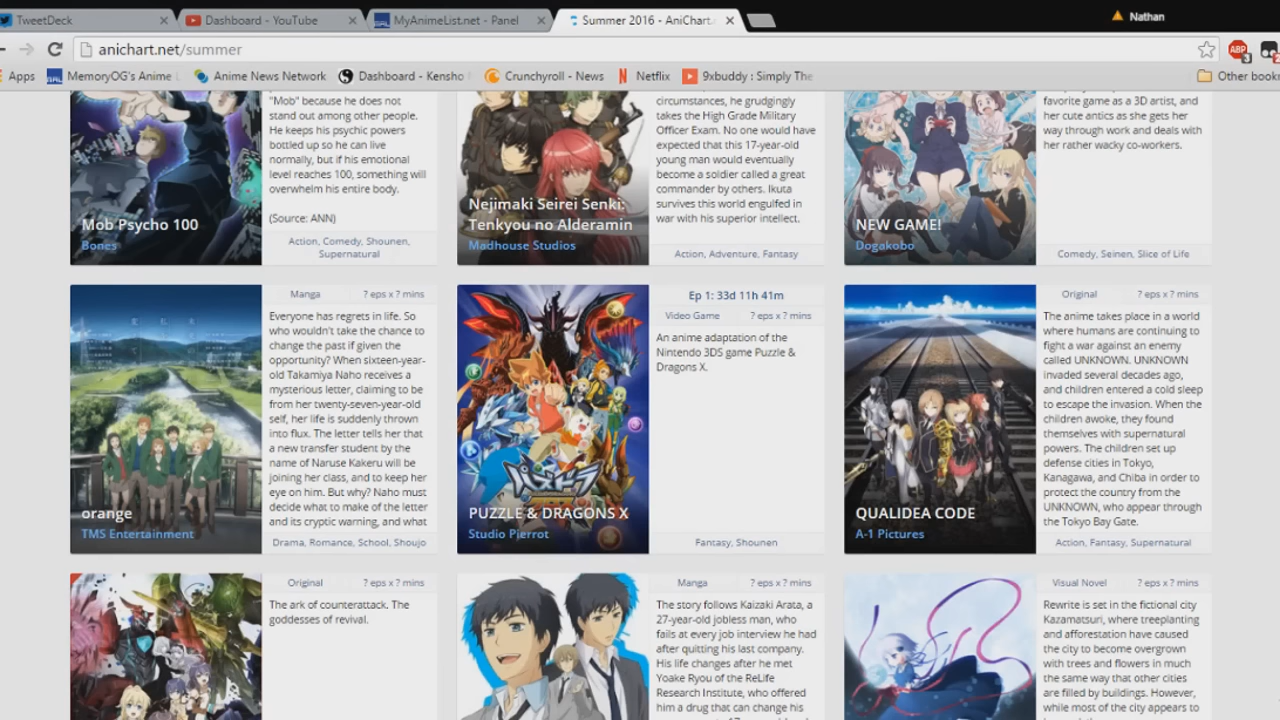 TweetDeck
Dashboard - YouTube
MyAnimeList.net - Panel
Summer 2016 - AniChart.
Nathan
anichart.net/summer
ABP
3
Apps
MAL
MemoryOG's Anime L
Anime News Network
Dashboard - Kensho
Crunchyroll - News
Netflix
9xbuddy : Simply The
Other book
"Mob" because he does not
stand out among other people.
He keeps his psychic powers
bottled up so he can live
normally, but if his emotional
level reaches 100, something will
overwhelm his entire body.
(Source: ANN)
Mob Psycho 100
Bones
Action, Comedy, Shounen,
Supernatural
circumstances, he grudgingly
takes the High Grade Military
Officer Exam. No one would have
expected that this 17-year-old
young man would eventually
become a soldier called a great
commander by others. Ikuta
survives this world engulfed in
war with his superior intellect.
Nejimaki Seirei Senki:
Tenkyou no Alderamin
Madhouse Studios
Action, Adventure, Fantasy
favorite game as a 3D artist, and
her cute antics as she gets her
way through work and deals with
her rather wacky co-workers.
NEW GAME!
Dogakobo
Comedy, Seinen, Slice of Life
Manga
? eps x ? mins
Everyone has regrets in life. So
who wouldn't take the chance to
change the past if given the
opportunity? When sixteen-year-
old Takamiya Naho receives a
mysterious letter, claiming to be
from her twenty-seven-year-old
self, her life is suddenly thrown
into flux. The letter tells her that
a new transfer student by the
name of Naruse Kakeru will be
joining her class, and to keep her
eye on him. But why? Naho must
decide what to make of the letter
and its cryptic warning, and what
orange
TMS Entertainment
Drama, Romance, School, Shoujo
Ep 1: 33d 11h 41m
Video Game
? eps x ? mins
An anime adaptation of the
Nintendo 3DS game Puzzle &
Dragons X.
パズドラ
PUZZLE & DRAGONS X
Studio Pierrot
Fantasy, Shounen
Original
? eps x ? mins
The anime takes place in a world
where humans are continuing to
fight a war against an enemy
called UNKNOWN. UNKNOWN
invaded several decades ago,
and children entered a cold sleep
to escape the invasion. When the
children awoke, they found
themselves with supernatural
powers. The children set up
defense cities in Tokyo,
Kanagawa, and Chiba in order to
protect the country from the
UNKNOWN, who appear through
the Tokyo Bay Gate.
QUALIDEA CODE
A-1 Pictures
Action, Fantasy, Supernatural
Original
? eps x ? mins
The ark of counterattack. The
goddesses of revival.
Manga
? eps x ? mins
The story follows Kaizaki Arata, a
27-year-old jobless man, who
fails at every job interview he had
after quitting his last company.
His life changes after he met
Yoake Ryou of the ReLife
Research Institute, who offered
him a drug that can change his
Visual Novel
? eps x ? mins
Rewrite is set in the fictional city
Kazamatsuri, where treeplanting
and afforestation have caused
the city to become overgrown
with trees and flowers in much
the same way that other cities
are filled by buildings. However,
while most of the city appears to